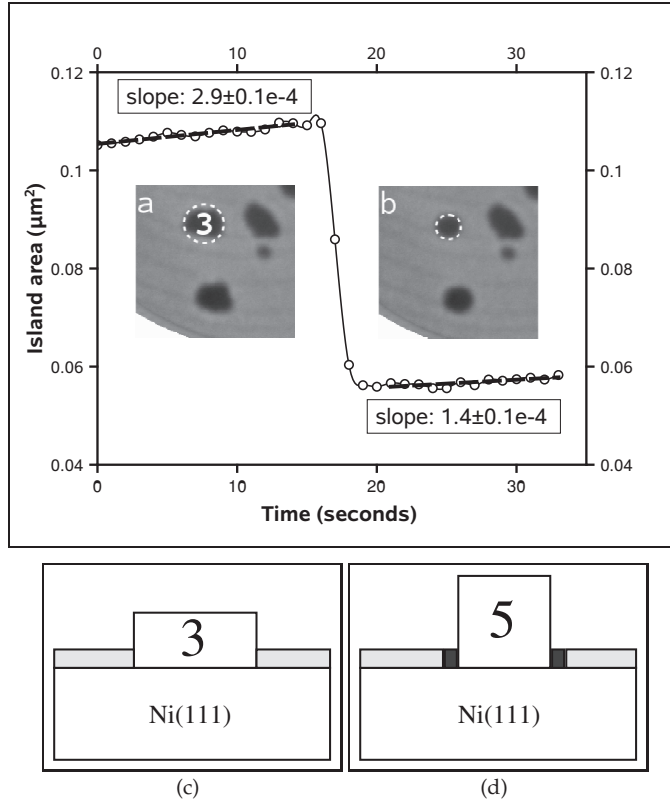 0 10 20 30
0.12 0.12
slope: 2.9±0.1e-4
0.1 0.1
a 3 b
0.08 0.08
Island area (μm²)
0.06 0.06
slope: 1.4±0.1e-4
0.04 0.04
0 10 20 30
Time (seconds)
3 5
Ni(111) Ni(111)
(c) (d)